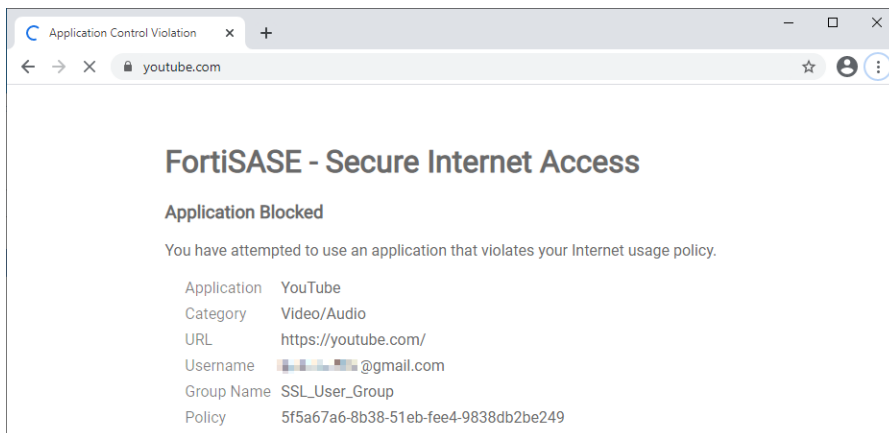 Application Control Violation
youtube.com
FortiSASE - Secure Internet Access
Application Blocked
You have attempted to use an application that violates your Internet usage policy.
Application YouTube
Category Video/Audio
URL https://youtube.com/
Username @gmail.com
Group Name SSL_User_Group
Policy 5f5a67a6-8b38-51eb-fee4-9838db2be249